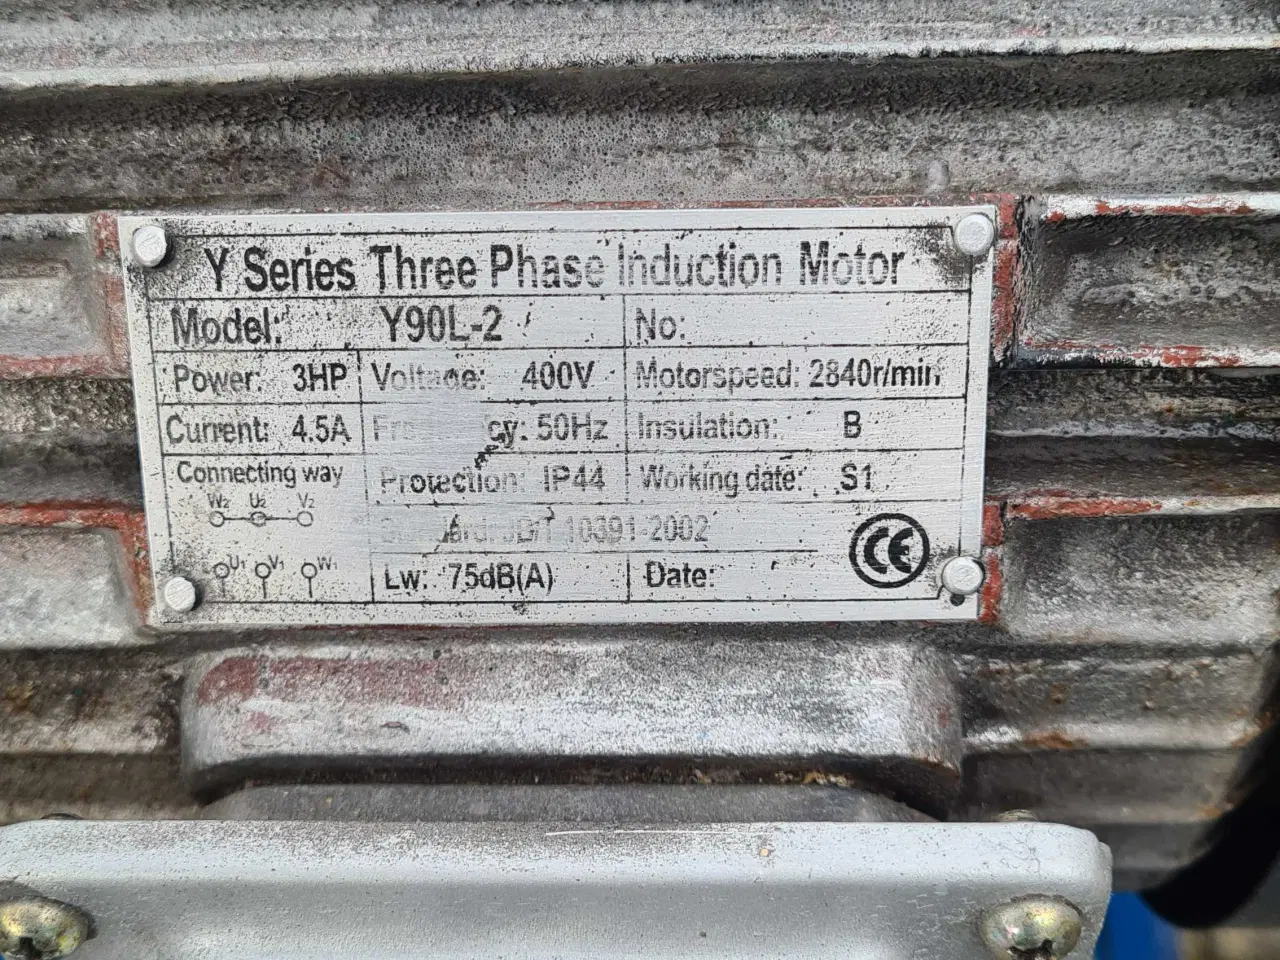 Y Series Three Phase Induction Motor
Model: Y90L-2 No:
Power: 3HP Voltage: 400V Motorspeed: 2840r/min
Current: 4.5A cy: 50Hz Insulation: B
Connecting way Protection: IP44 Working date: S1
W2 U2 V2
10391-2002
CE
U1 V1 W1
Lw: 75dB(A) Date: